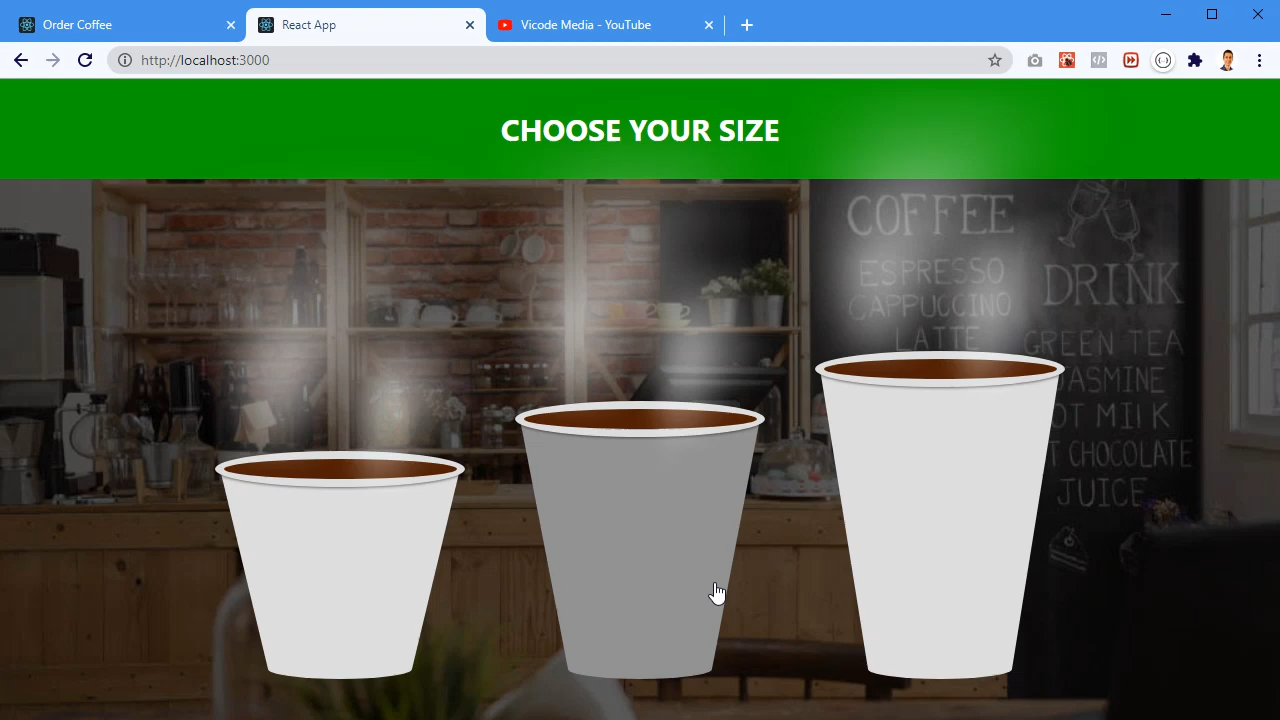 Order Coffee
React App
Vicode Media - YouTube
http://localhost:3000
CHOOSE YOUR SIZE
COFFEE
ESPRESSO
CAPPUCCINO
LATTE
DRINK
GREEN TEA
JASMINE
HOT MILK
T CHOCOLATE
JUICE